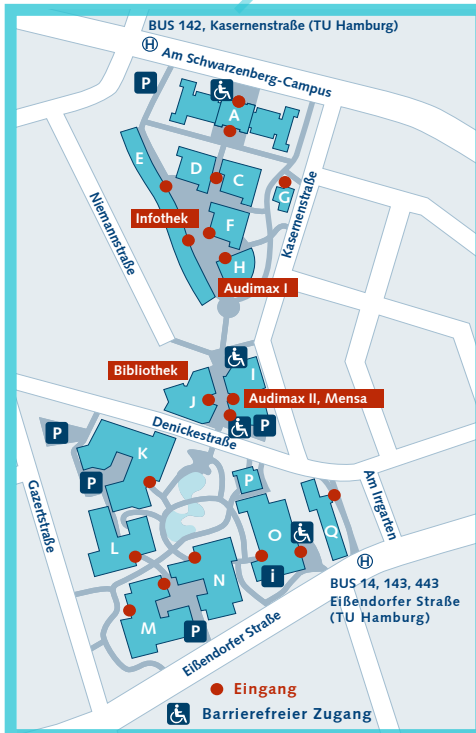 BUS 142, Kasernenstraße (TU Hamburg)
H
Am Schwarzenberg-Campus
P
A
E
D
C
G
Niemannstraße
Kasernenstraße
Infothek
F
H
Audimax I
Bibliothek
I
J
Audimax II, Mensa
Denickestraße
P
P
K
P
P
Gazertstraße
Am Irrgarten
L
O
Q
N
i
H
M
P
BUS 14, 143, 443
Eißendorfer Straße
(TU Hamburg)
Eißendorfer Straße
Eingang
Barrierefreier Zugang